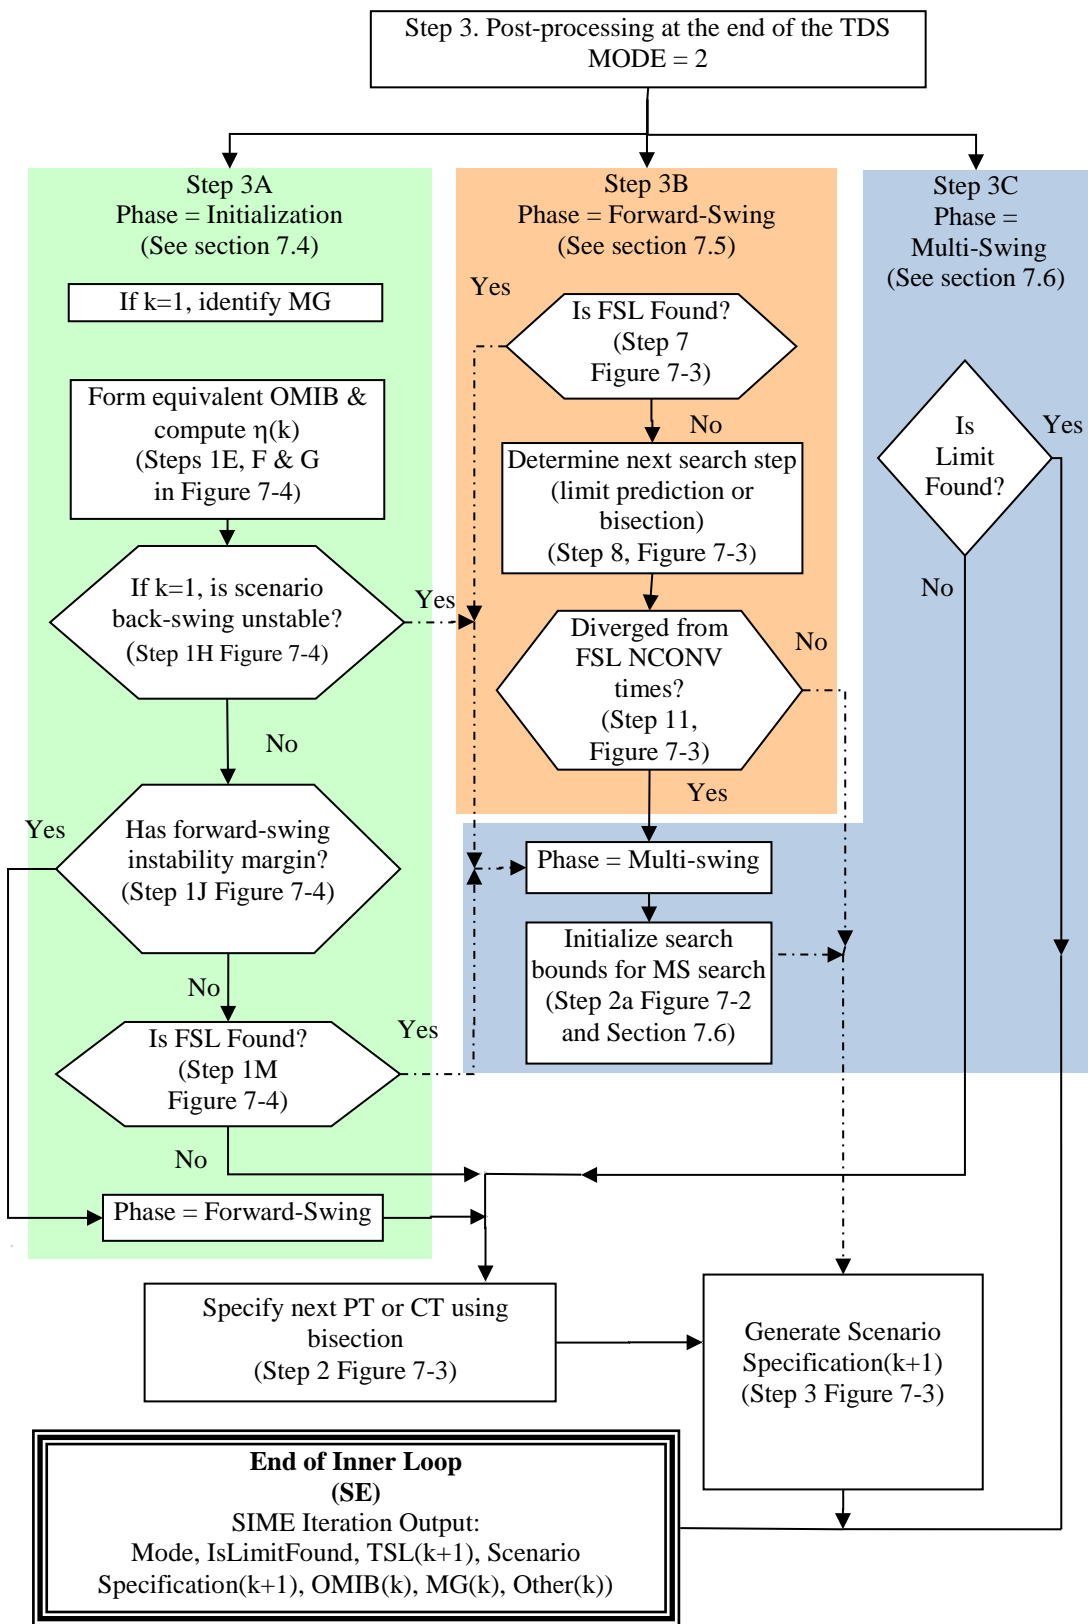 Step 3. Post-processing at the end of the TDS
MODE = 2
Step 3A
Phase = Initialization
(See section 7.4)
If k=1, identify MG
Form equivalent OMIB &
compute η(k)
(Steps 1E, F & G
in Figure 7-4)
If k=1, is scenario
back-swing unstable?
(Step 1H Figure 7-4)
Yes
No
Has forward-swing
instability margin?
(Step 1J Figure 7-4)
Yes
No
Is FSL Found?
(Step 1M
Figure 7-4)
Yes
No
Phase = Forward-Swing
Step 3B
Phase = Forward-Swing
(See section 7.5)
Yes
Is FSL Found?
(Step 7
Figure 7-3)
No
Determine next search step
(limit prediction or
bisection)
(Step 8, Figure 7-3)
Diverged from
FSL NCONV
times?
(Step 11,
Figure 7-3)
No
Yes
Phase = Multi-swing
Initialize search
bounds for MS search
(Step 2a Figure 7-2
and Section 7.6)
Step 3C
Phase =
Multi-Swing
(See section 7.6)
Is
Limit
Found?
Yes
No
Specify next PT or CT using
bisection
(Step 2 Figure 7-3)
Generate Scenario
Specification(k+1)
(Step 3 Figure 7-3)
End of Inner Loop
(SE)
SIME Iteration Output:
Mode, IsLimitFound, TSL(k+1), Scenario
Specification(k+1), OMIB(k), MG(k), Other(k))